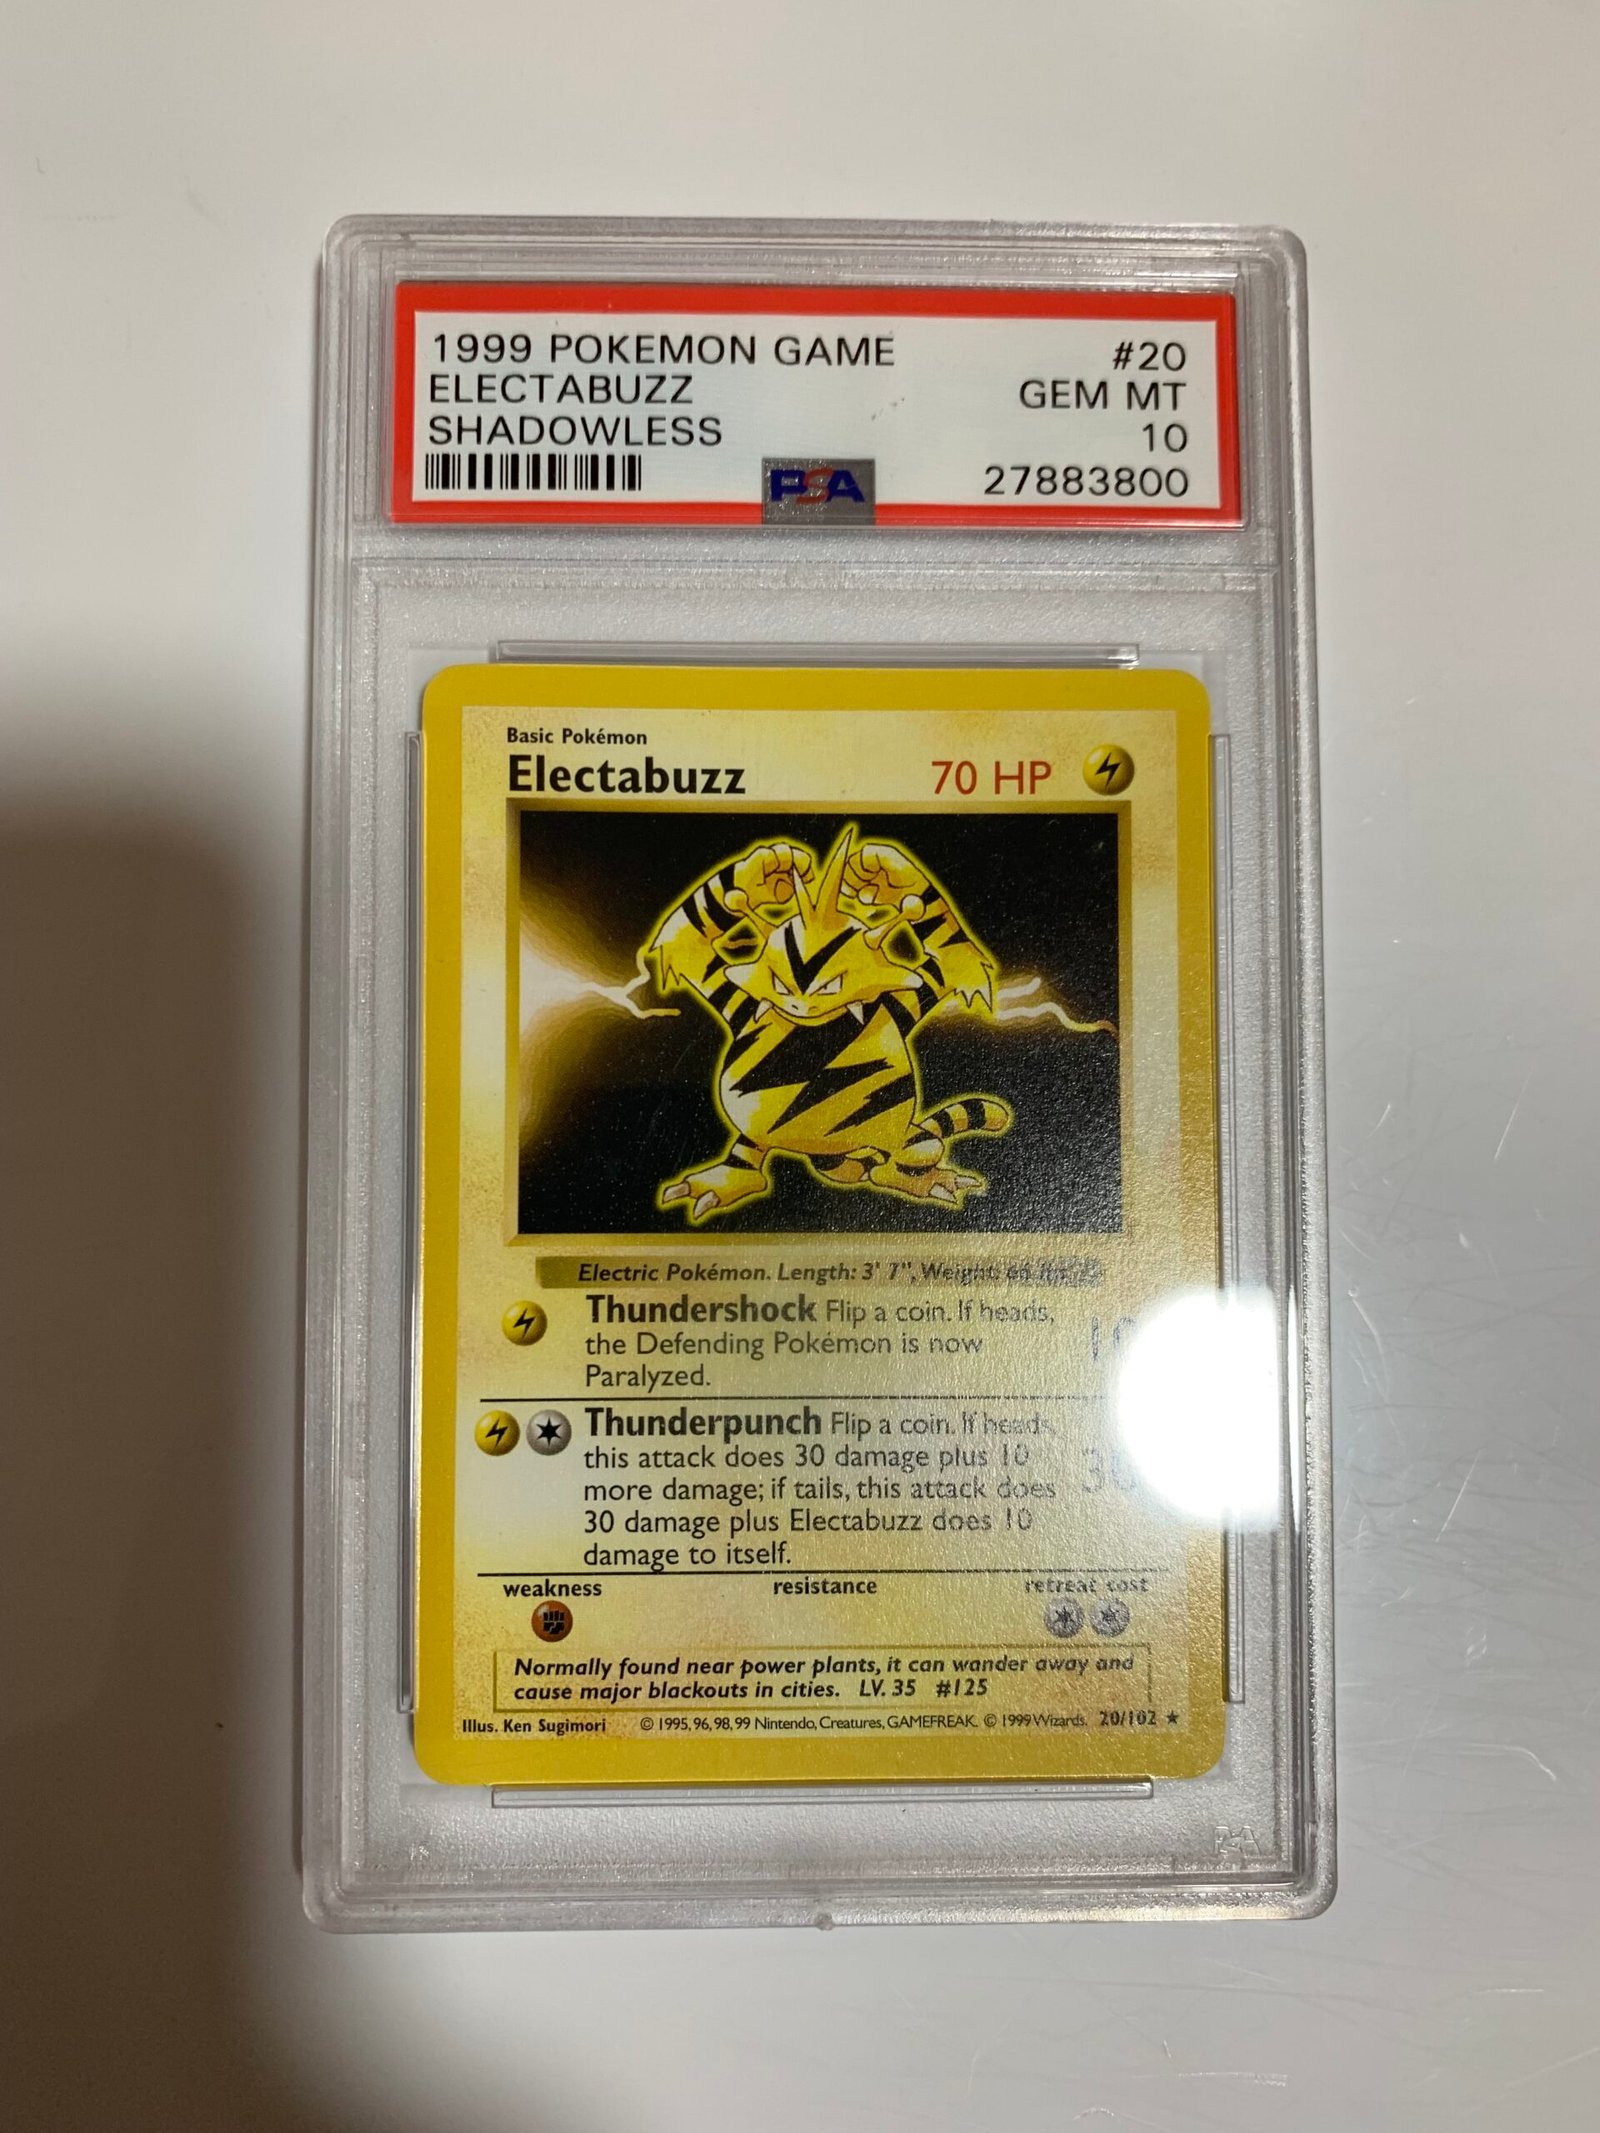 1999 POKEMON GAME #20
ELECTABUZZ GEM MT
SHADOWLESS 10
PSA 27883800
Basic Pokémon
Electabuzz 70 HP
Electric Pokémon. Length: 3' 7", Weight: 66 lbs.
Thundershock Flip a coin. If heads,
the Defending Pokémon is now
Paralyzed.
Thunderpunch Flip a coin. If heads,
this attack does 30 damage plus 10
more damage; if tails, this attack does
30 damage plus Electabuzz does 10
damage to itself.
weakness resistance retreat cost
Normally found near power plants, it can wander away and
cause major blackouts in cities. LV. 35 #125
Illus. Ken Sugimori © 1995, 96, 98, 99 Nintendo, Creatures, GAMEFREAK. © 1999 Wizards. 20/102 ★
PSA